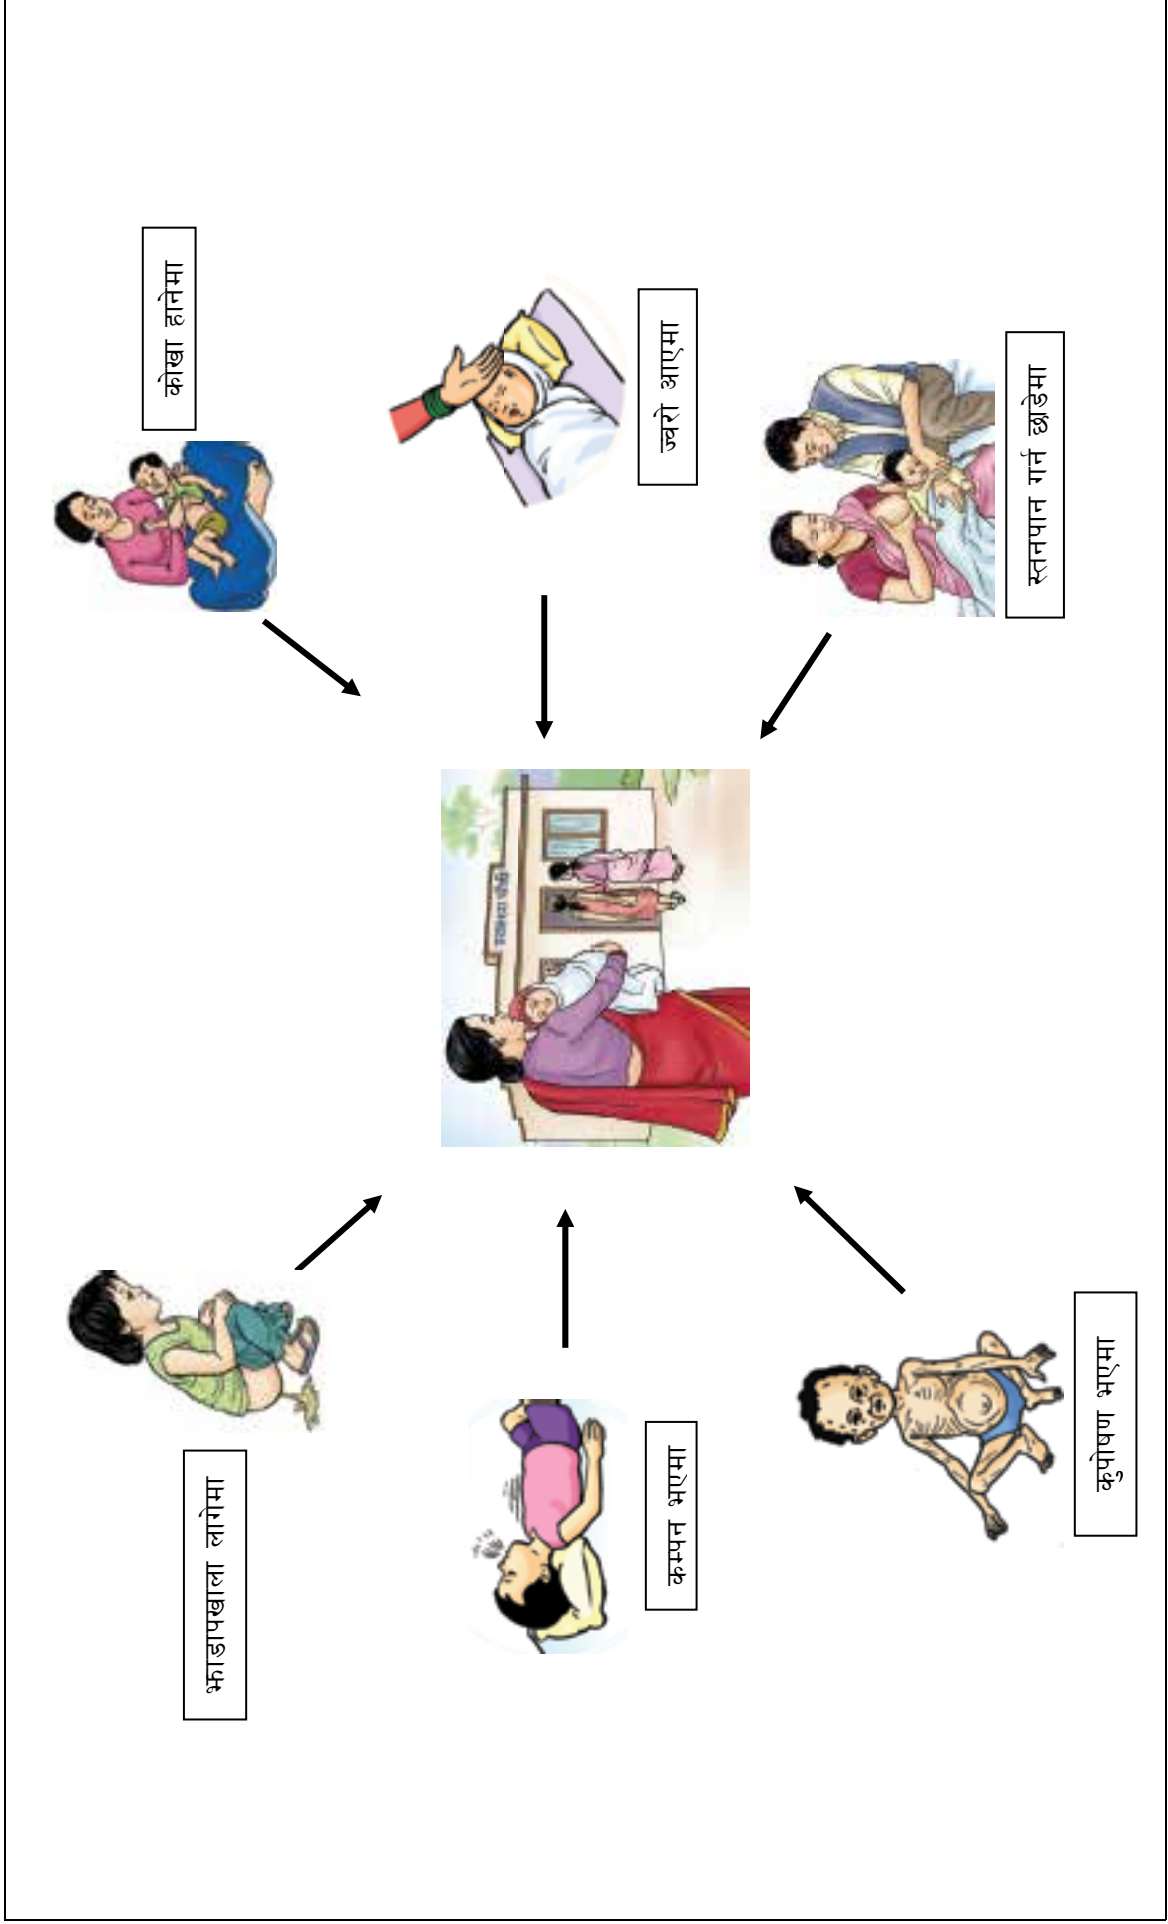 झाडापखाला लागेमा
कोखा हानेमा
स्वास्थ्य चौकी
कम्पन भएमा
ज्वरो आएमा
कुपोषण भएमा
स्तनपान गर्न छाडेमा